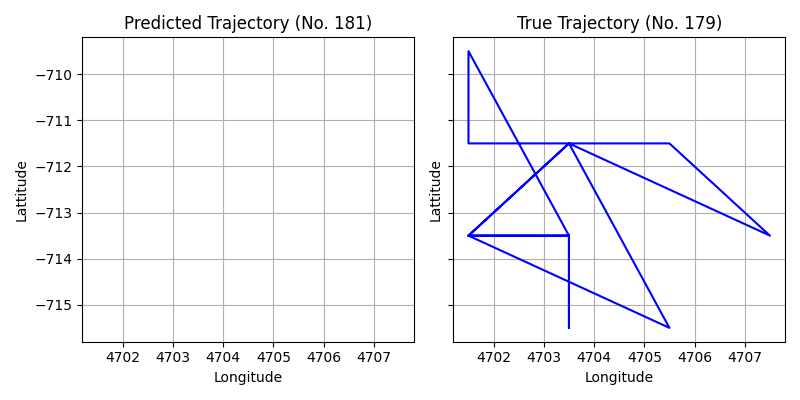 Predicted Trajectory (No. 181)
True Trajectory (No. 179)
−710
−711
−712
−713
−714
−715
Lattitude
Lattitude
4702 4703 4704 4705 4706 4707
4702 4703 4704 4705 4706 4707
Longitude
Longitude